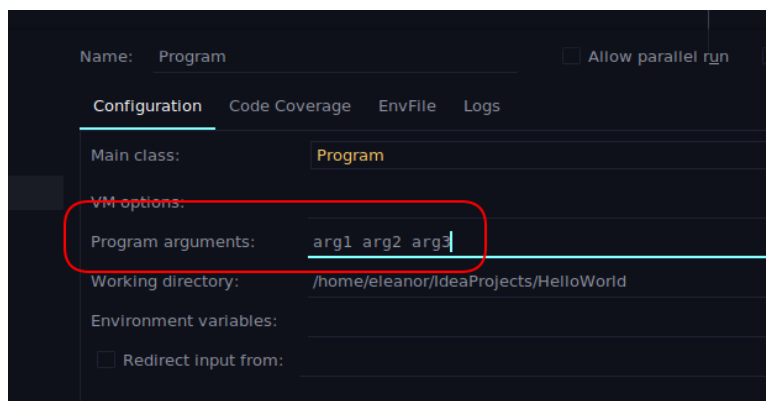 Name: Program Allow parallel run
Configuration Code Coverage EnvFile Logs
Main class: Program
VM options:
Program arguments: arg1 arg2 arg3
Working directory: /home/eleanor/IdeaProjects/HelloWorld
Environment variables:
Redirect input from: